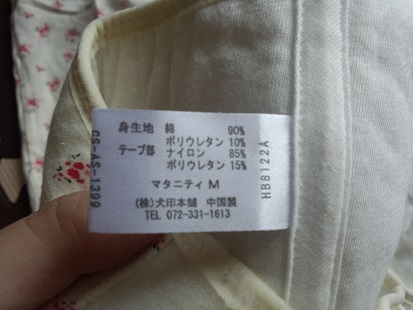 身生地 綿 90%
ポリウレタン 10%
テープ部 ナイロン 85%
ポリウレタン 15%
マタニティ M
(株)犬印本舗 中国製
TEL 072-331-1613
CS-AS-1399
HB8122A